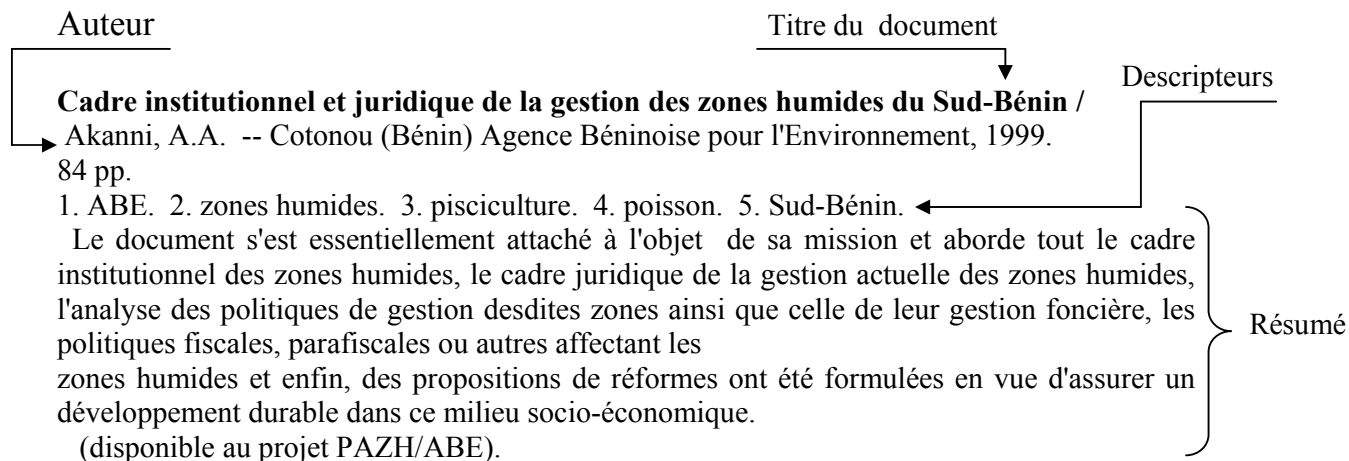 Auteur
Titre du document
Descripteurs
Cadre institutionnel et juridique de la gestion des zones humides du Sud-Bénin /
Akanni, A.A. -- Cotonou (Bénin) Agence Béninoise pour l'Environnement, 1999.
84 pp.
1. ABE. 2. zones humides. 3. pisciculture. 4. poisson. 5. Sud-Bénin.
Le document s'est essentiellement attaché à l'objet de sa mission et aborde tout le cadre
institutionnel des zones humides, le cadre juridique de la gestion actuelle des zones humides,
l'analyse des politiques de gestion desdites zones ainsi que celle de leur gestion foncière, les
politiques fiscales, parafiscales ou autres affectant les
zones humides et enfin, des propositions de réformes ont été formulées en vue d'assurer un
développement durable dans ce milieu socio-économique.
(disponible au projet PAZH/ABE).
Résumé